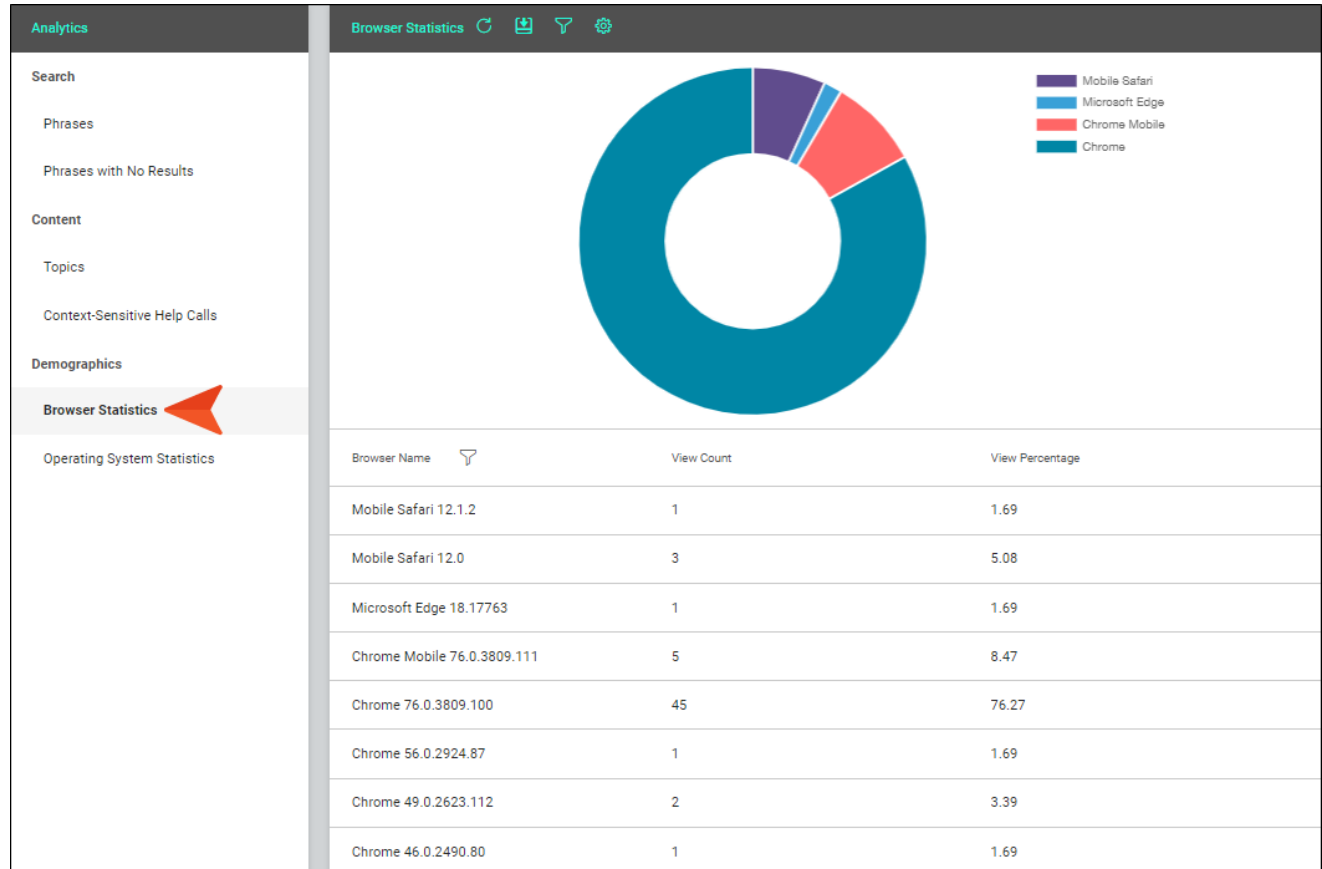 Analytics
Search
Phrases
Phrases with No Results
Content
Topics
Context-Sensitive Help Calls
Demographics
Browser Statistics
Operating System Statistics
Browser Statistics
Mobile Safari
Microsoft Edge
Chrome Mobile
Chrome
Browser Name View Count View Percentage
Mobile Safari 12.1.2 1 1.69
Mobile Safari 12.0 3 5.08
Microsoft Edge 18.17763 1 1.69
Chrome Mobile 76.0.3809.111 5 8.47
Chrome 76.0.3809.100 45 76.27
Chrome 56.0.2924.87 1 1.69
Chrome 49.0.2623.112 2 3.39
Chrome 46.0.2490.80 1 1.69